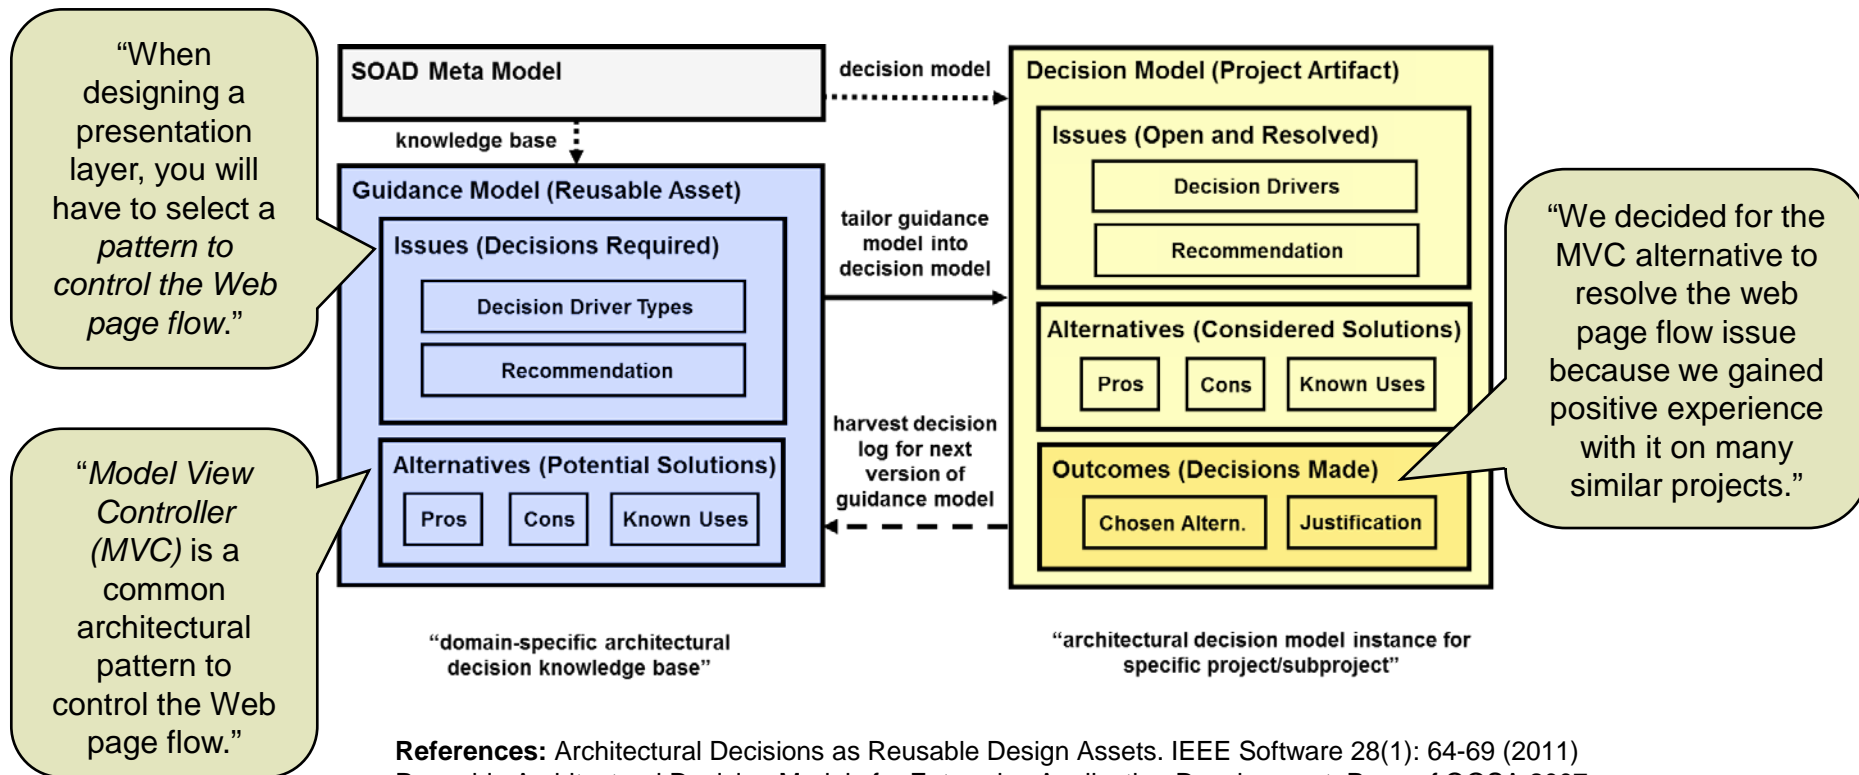 “When
designing a
presentation
layer, you will
have to select a
pattern to
control the Web
page flow.”
“Model View
Controller
(MVC) is a
common
architectural
pattern to
control the Web
page flow.”
SOAD Meta Model
knowledge base
decision model
Guidance Model (Reusable Asset)
Issues (Decisions Required)
Decision Driver Types
Recommendation
Alternatives (Potential Solutions)
Pros
Cons
Known Uses
“domain-specific architectural
decision knowledge base”
tailor guidance
model into
decision model
harvest decision
log for next
version of
guidance model
Decision Model (Project Artifact)
Issues (Open and Resolved)
Decision Drivers
Recommendation
Alternatives (Considered Solutions)
Pros
Cons
Known Uses
Outcomes (Decisions Made)
Chosen Altern.
Justification
“architectural decision model instance for
specific project/subproject”
“We decided for the
MVC alternative to
resolve the web
page flow issue
because we gained
positive experience
with it on many
similar projects.”
References: Architectural Decisions as Reusable Design Assets. IEEE Software 28(1): 64-69 (2011)